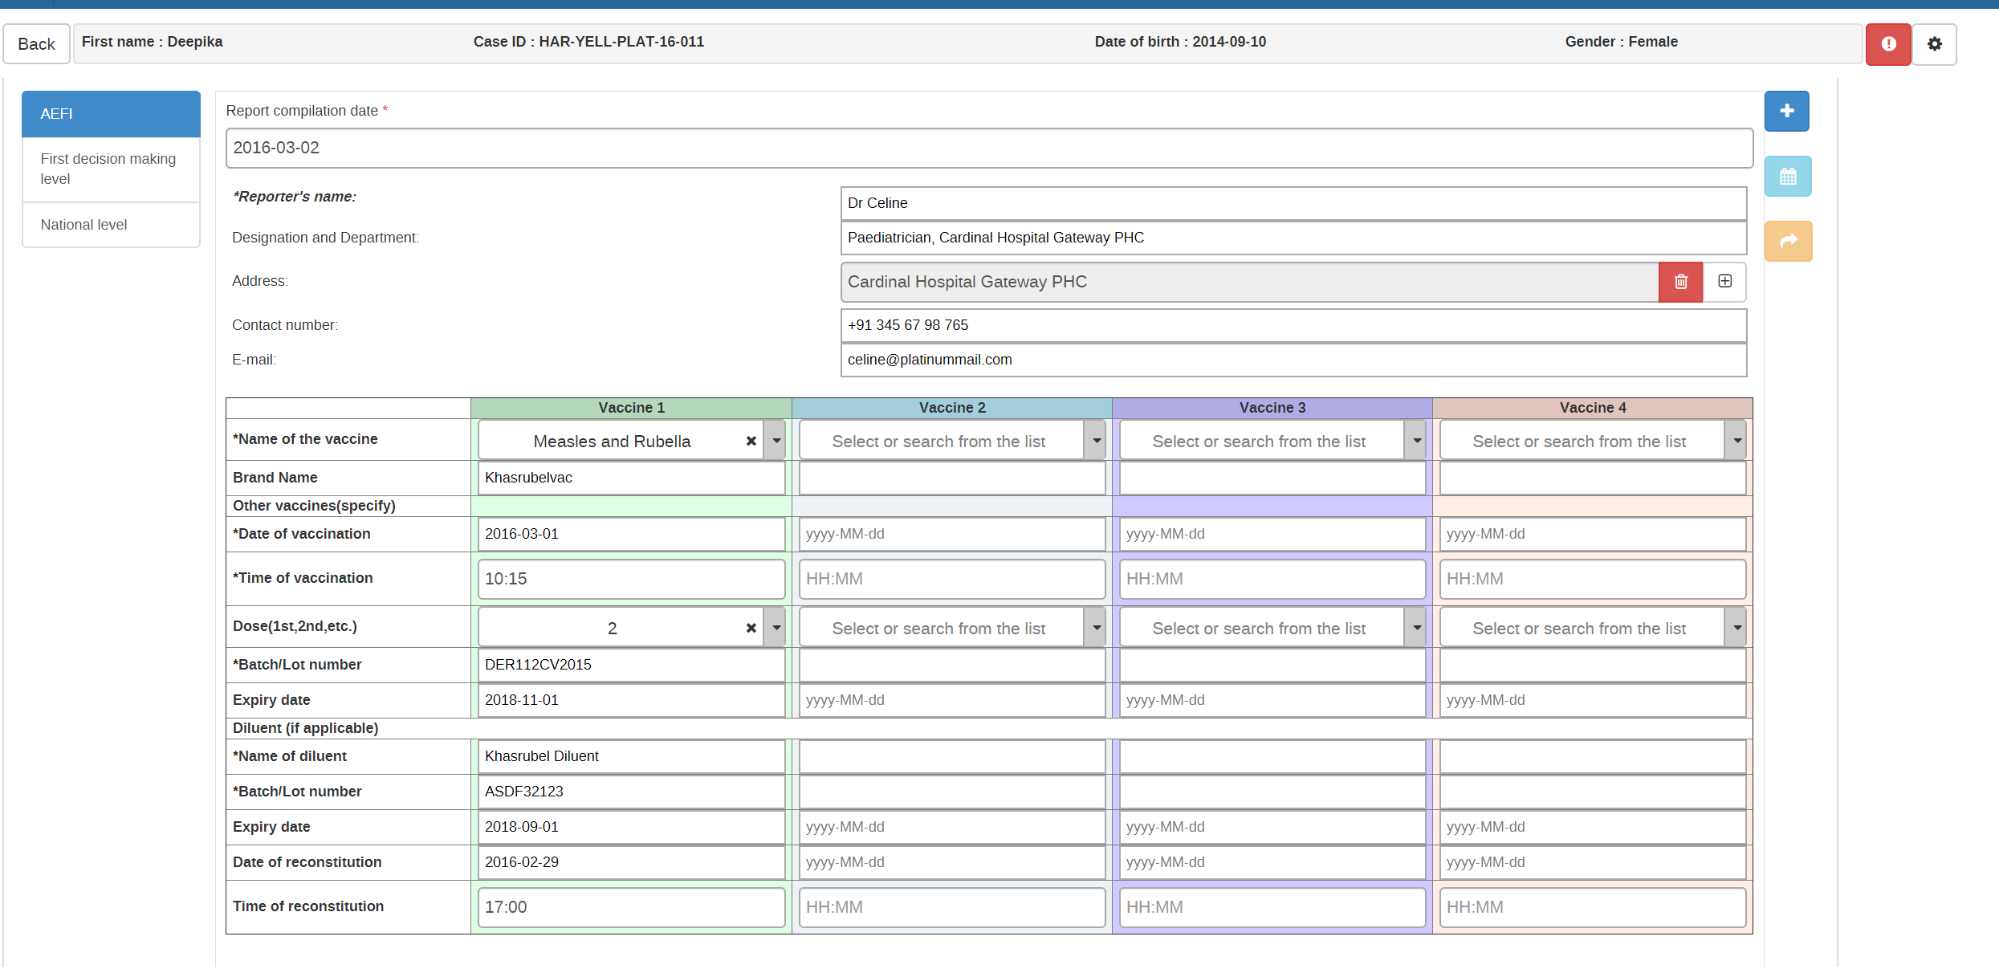 Back
First name : Deepika Case ID : HAR-YELL-PLAT-16-011 Date of birth : 2014-09-10 Gender : Female
AEFI
First decision making
level
National level
Report compilation date *
2016-03-02
*Reporter's name: Dr Celine
Designation and Department: Paediatrician, Cardinal Hospital Gateway PHC
Address: Cardinal Hospital Gateway PHC
Contact number: +91 345 67 98 765
E-mail: celine@platinummail.com
Vaccine 1 Vaccine 2 Vaccine 3 Vaccine 4
*Name of the vaccine Measles and Rubella Select or search from the list Select or search from the list Select or search from the list
Brand Name Khasrubelvac
Other vaccines(specify)
*Date of vaccination 2016-03-01 yyyy-MM-dd yyyy-MM-dd yyyy-MM-dd
*Time of vaccination 10:15 HH:MM HH:MM HH:MM
Dose(1st,2nd,etc.) 2 Select or search from the list Select or search from the list Select or search from the list
*Batch/Lot number DER112CV2015
Expiry date 2018-11-01 yyyy-MM-dd yyyy-MM-dd yyyy-MM-dd
Diluent (if applicable)
*Name of diluent Khasrubel Diluent
*Batch/Lot number ASDF32123
Expiry date 2018-09-01 yyyy-MM-dd yyyy-MM-dd yyyy-MM-dd
Date of reconstitution 2016-02-29 yyyy-MM-dd yyyy-MM-dd yyyy-MM-dd
Time of reconstitution 17:00 HH:MM HH:MM HH:MM